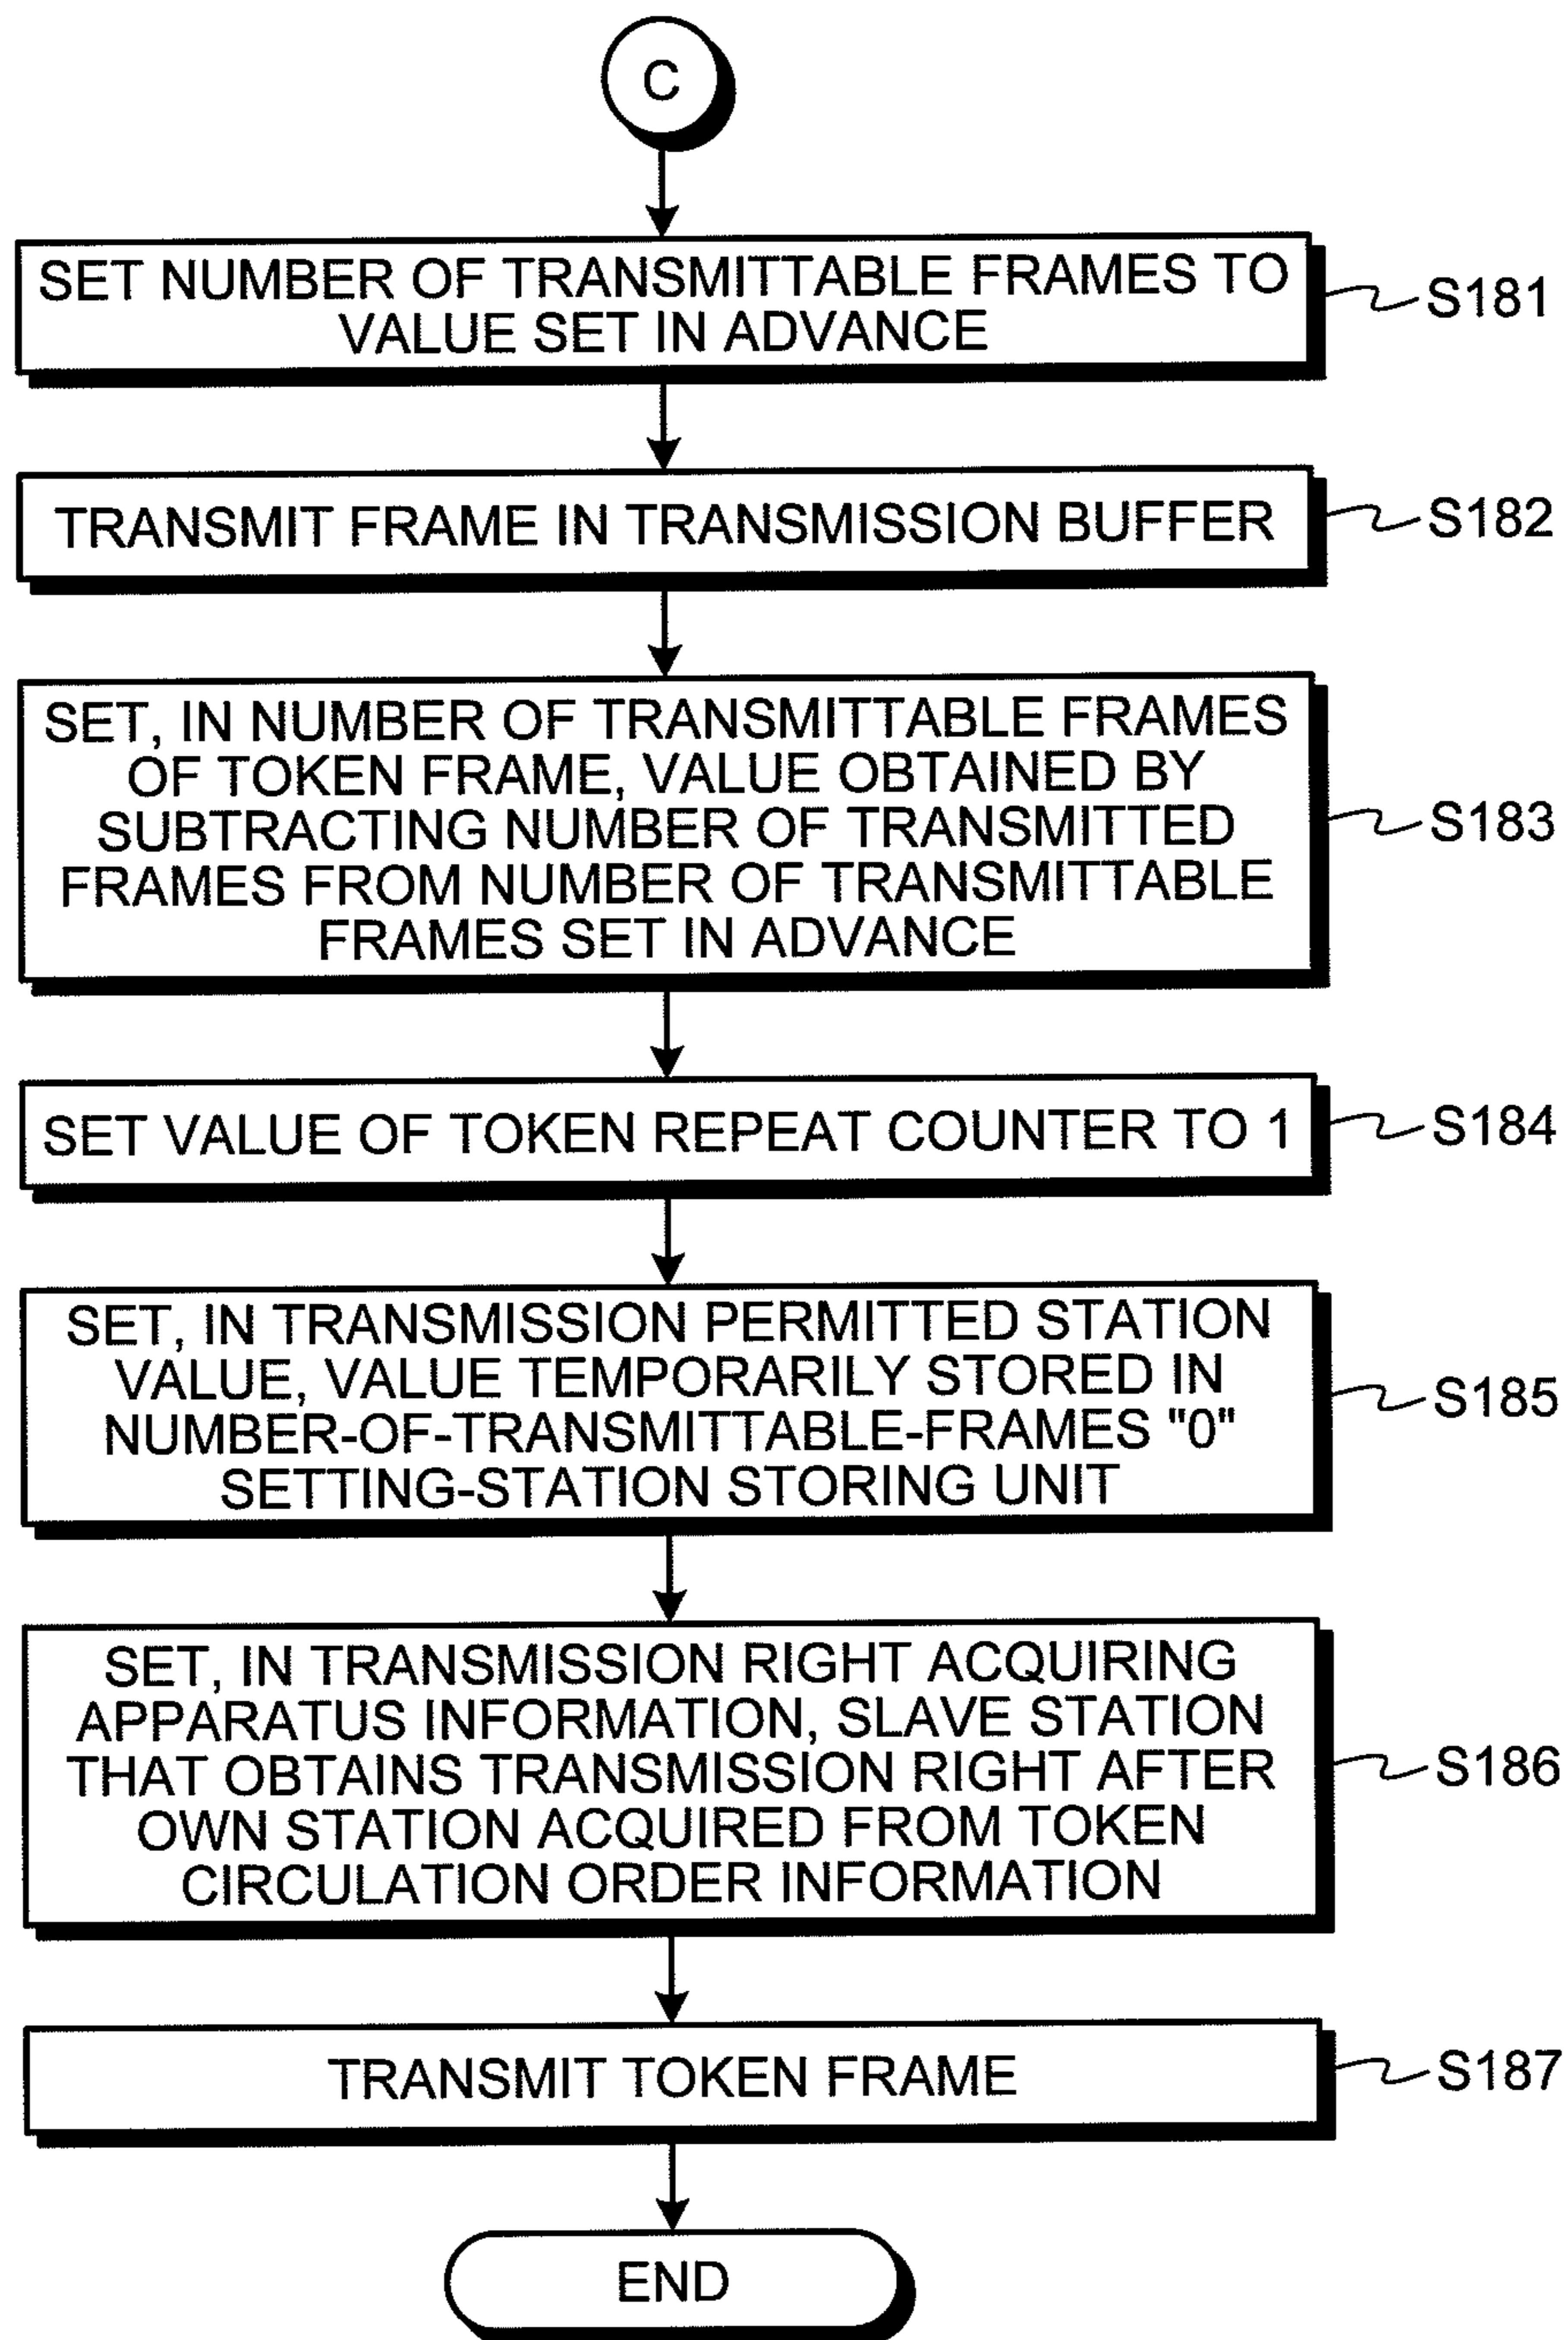 C
SET NUMBER OF TRANSMITTABLE FRAMES TO
VALUE SET IN ADVANCE
S181
TRANSMIT FRAME IN TRANSMISSION BUFFER
S182
SET, IN NUMBER OF TRANSMITTABLE FRAMES
OF TOKEN FRAME, VALUE OBTAINED BY
SUBTRACTING NUMBER OF TRANSMITTED
FRAMES FROM NUMBER OF TRANSMITTABLE
FRAMES SET IN ADVANCE
S183
SET VALUE OF TOKEN REPEAT COUNTER TO 1
S184
SET, IN TRANSMISSION PERMITTED STATION
VALUE, VALUE TEMPORARILY STORED IN
NUMBER-OF-TRANSMITTABLE-FRAMES "0"
SETTING-STATION STORING UNIT
S185
SET, IN TRANSMISSION RIGHT ACQUIRING
APPARATUS INFORMATION, SLAVE STATION
THAT OBTAINS TRANSMISSION RIGHT AFTER
OWN STATION ACQUIRED FROM TOKEN
CIRCULATION ORDER INFORMATION
S186
TRANSMIT TOKEN FRAME
S187
END